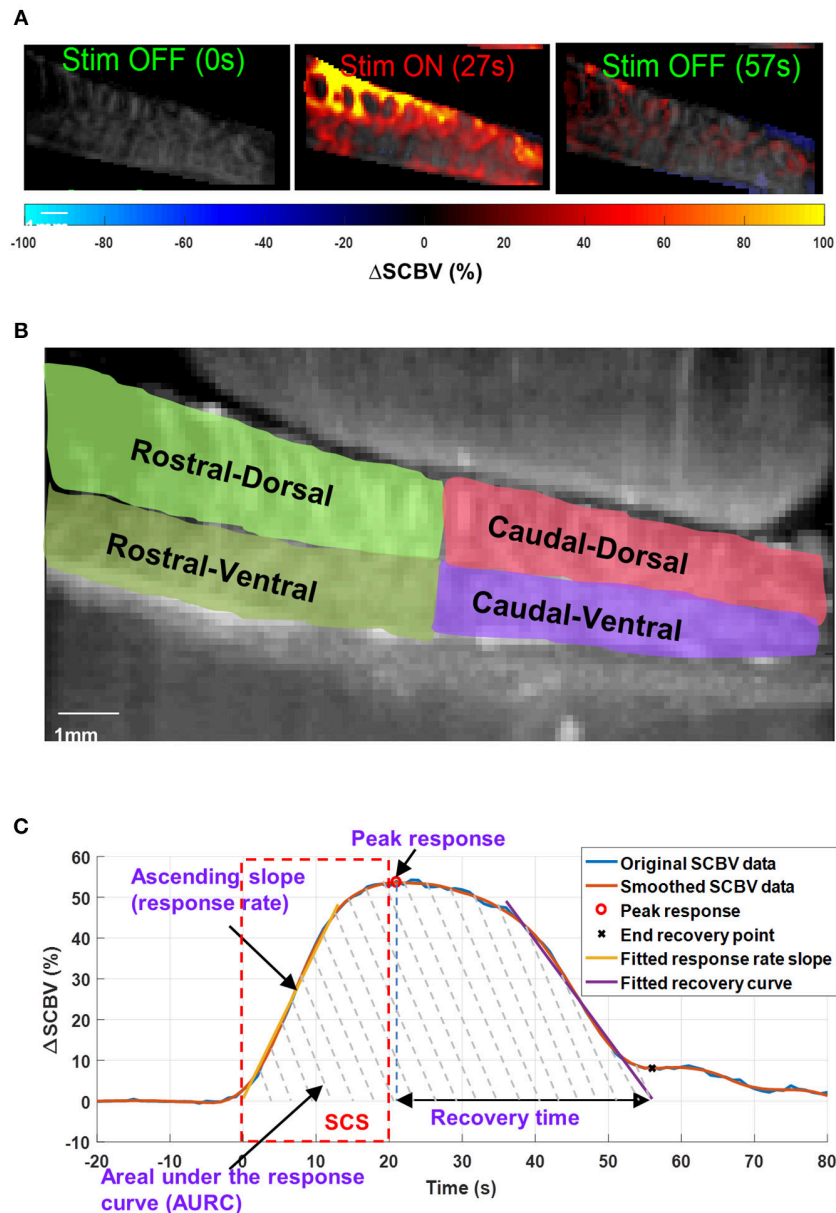 A
Stim OFF (0s)
Stim ON (27s)
Stim OFF (57s)
1mm
-100 -80 -60 -40 -20 0 20 40 60 80 100
ΔSCBV (%)
B
Rostral-Dorsal
Caudal-Dorsal
Rostral-Ventral
Caudal-Ventral
1mm
C
Peak response
Ascending slope
(response rate)
Original SCBV data
Smoothed SCBV data
Peak response
End recovery point
Fitted response rate slope
Fitted recovery curve
60
50
40
30
20
10
0
-10
ΔSCBV (%)
SCS
Recovery time
-20 -10 0 10 20 30 40 50 60 70 80
Time (s)
Areal under the response
curve (AURC)